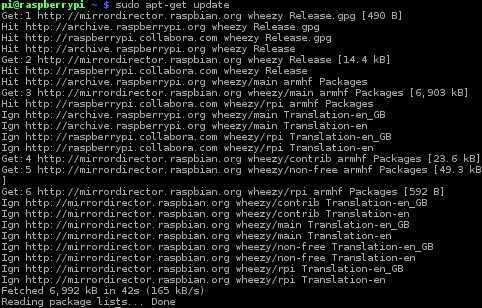 pi@raspberrypi ~ $ sudo apt-get update
Get:1 http://mirrordirector.raspbian.org wheezy Release.gpg [490 B]
Hit http://archive.raspberrypi.org wheezy Release.gpg
Hit http://raspberrypi.collabora.com wheezy Release.gpg
Hit http://archive.raspberrypi.org wheezy Release
Get:2 http://mirrordirector.raspbian.org wheezy Release [14.4 kB]
Hit http://raspberrypi.collabora.com wheezy Release
Hit http://archive.raspberrypi.org wheezy/main armhf Packages
Get:3 http://mirrordirector.raspbian.org wheezy/main armhf Packages [6,903 kB]
Hit http://raspberrypi.collabora.com wheezy/rpi armhf Packages
Ign http://archive.raspberrypi.org wheezy/main Translation-en_GB
Ign http://archive.raspberrypi.org wheezy/main Translation-en
Ign http://raspberrypi.collabora.com wheezy/rpi Translation-en_GB
Ign http://raspberrypi.collabora.com wheezy/rpi Translation-en
Get:4 http://mirrordirector.raspbian.org wheezy/contrib armhf Packages [23.6 kB]
Get:5 http://mirrordirector.raspbian.org wheezy/non-free armhf Packages [49.3 kB
]
Get:6 http://mirrordirector.raspbian.org wheezy/rpi armhf Packages [592 B]
Ign http://mirrordirector.raspbian.org wheezy/contrib Translation-en_GB
Ign http://mirrordirector.raspbian.org wheezy/contrib Translation-en
Ign http://mirrordirector.raspbian.org wheezy/main Translation-en_GB
Ign http://mirrordirector.raspbian.org wheezy/main Translation-en
Ign http://mirrordirector.raspbian.org wheezy/non-free Translation-en_GB
Ign http://mirrordirector.raspbian.org wheezy/non-free Translation-en
Ign http://mirrordirector.raspbian.org wheezy/rpi Translation-en_GB
Ign http://mirrordirector.raspbian.org wheezy/rpi Translation-en
Fetched 6,992 kB in 42s (165 kB/s)
Reading package lists... Done